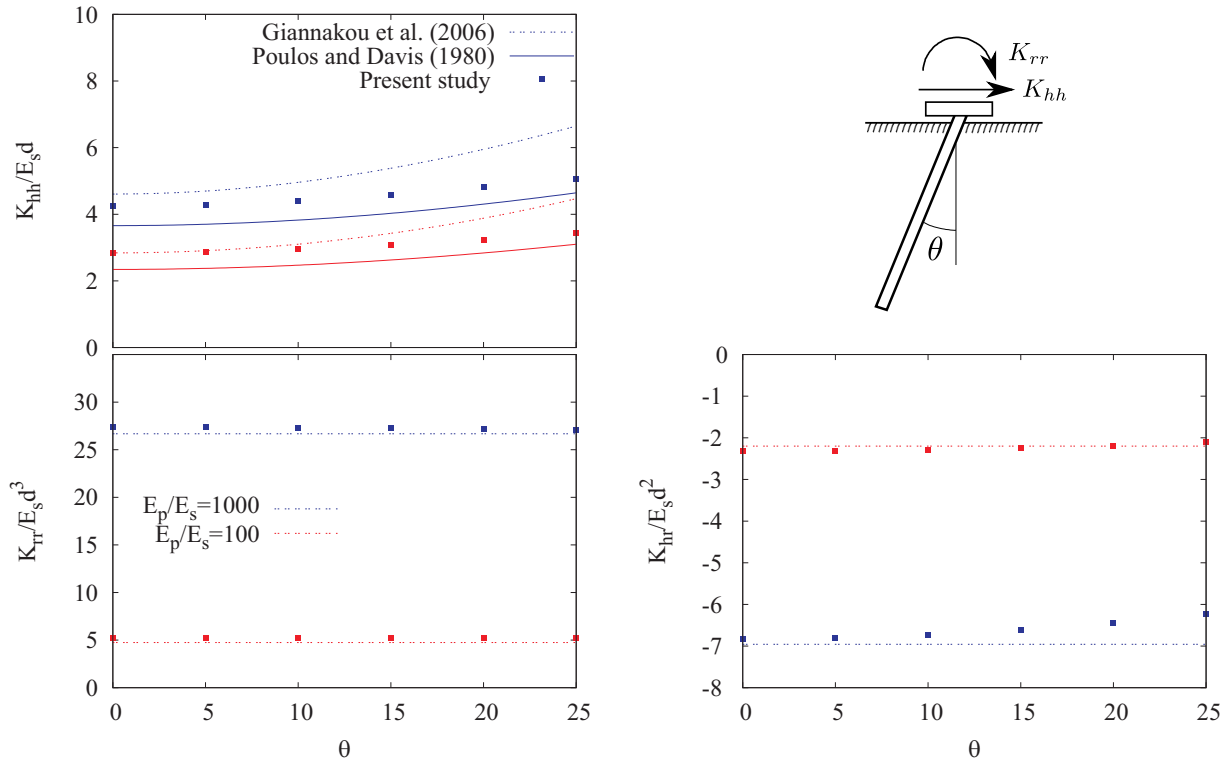 10
8
6
4
2
0
K_hh/E_sd
Giannakou et al. (2006)
Poulos and Davis (1980)
Present study
K_rr
K_hh
θ
30
25
20
15
10
5
0
K_rr/E_sd^3
E_p/E_s=1000
E_p/E_s=100
0 5 10 15 20 25
θ
0
-1
-2
-3
-4
-5
-6
-7
-8
K_hr/E_sd^2
0 5 10 15 20 25
θ